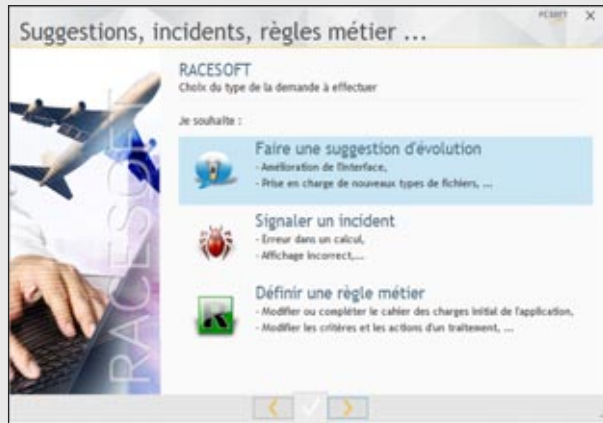 PCSOFT
Suggestions, incidents, règles métier ...
RACESOFT
Choix du type de la demande à effectuer
Je souhaite :
Faire une suggestion d'évolution
- Amélioration de l'interface,
- Prise en charge de nouveaux types de fichiers, ...
Signaler un incident
- Erreur dans un calcul,
- Affichage incorrect,...
Définir une règle métier
- Modifier ou compléter le cahier des charges initial de l'application,
- Modifier les critères et les actions d'un traitement, ...
RACESOFT